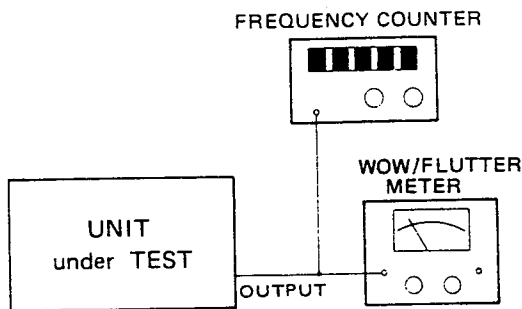 FREQUENCY COUNTER
WOW/FLUTTER
METER
UNIT
under TEST
OUTPUT